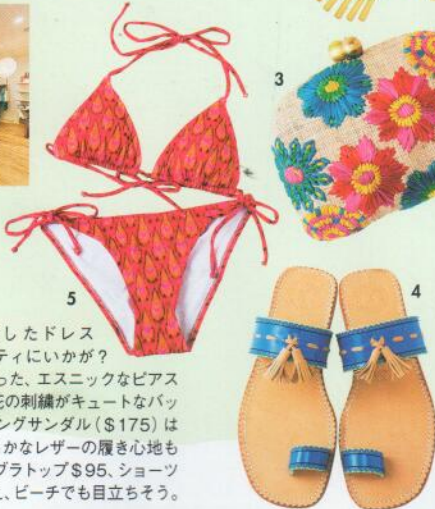 3
5
4
したドレス
ティにいかが?
った、エスニックなピアス
花の刺繍がキュートなバッ
ングサンダル($175)は
かなレザーの履き心地も
ブラトップ$95、ショーツ
、ビーチでも目立ちそう。